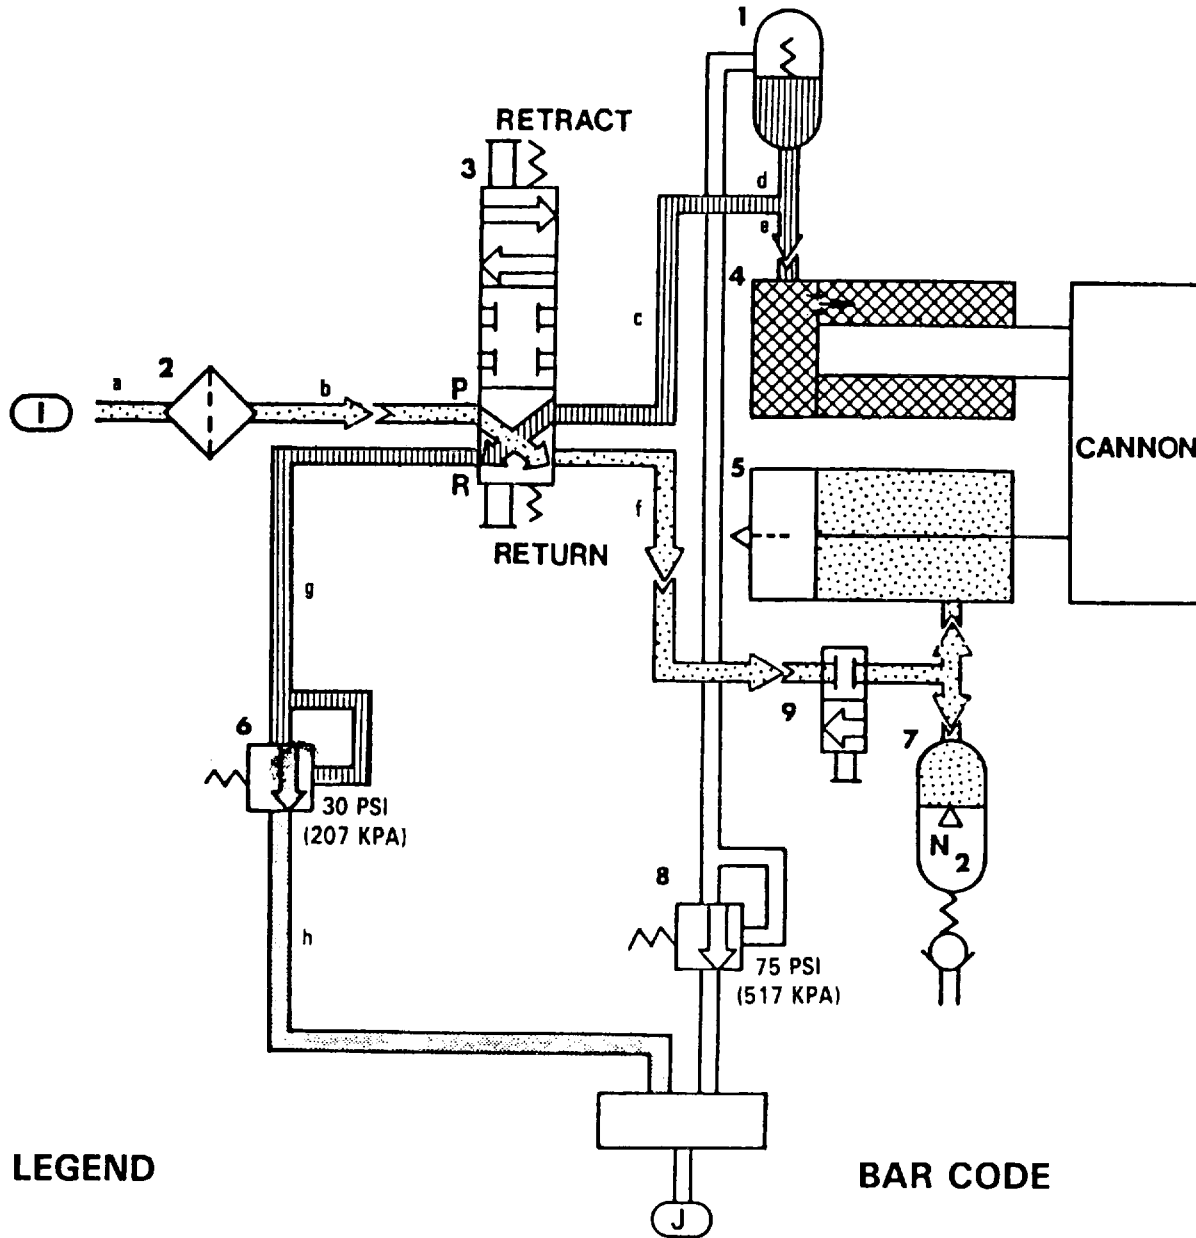 1
RETRACT
3
d
e
4
c
a
2
b
P
I
CANNON
R
5
f
RETURN
g
9
7
6
30 PSI
(207 KPA)
N2
8
h
75 PSI
(517 KPA)
LEGEND
BAR CODE
J